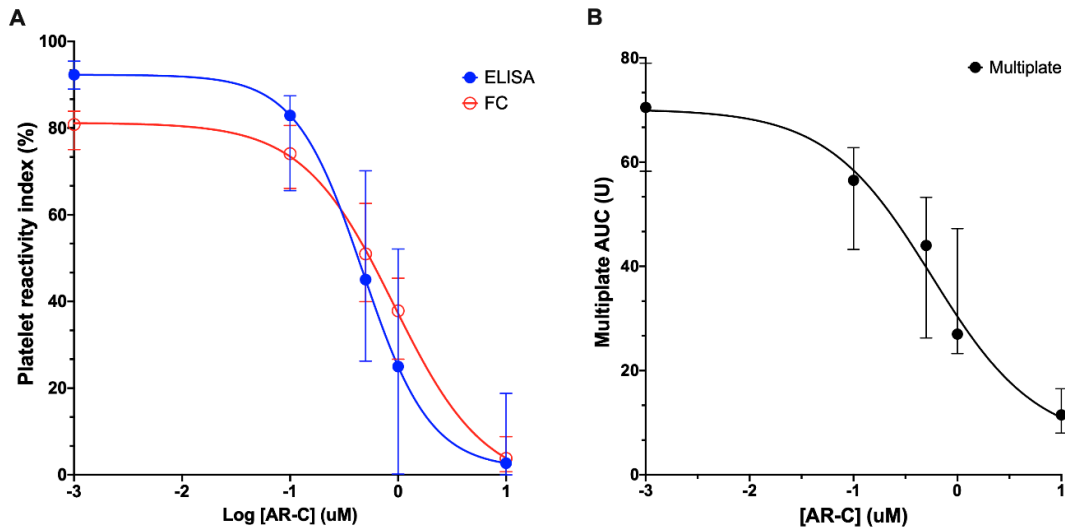 A
Platelet reactivity index (%)
100
80
60
40
20
0
-3
-2
-1
0
1
Log [AR-C] (uM)
ELISA
FC
B
Multiplate AUC (U)
80
60
40
20
0
-3
-2
-1
0
1
[AR-C] (uM)
Multiplate